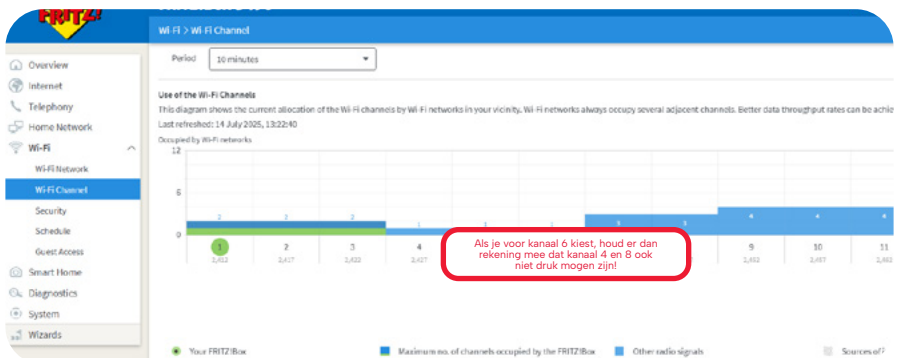 FRITZ!
Wi-Fi > Wi-Fi Channel
Period
10 minutes
Overview
Internet
Telephony
Home Network
Wi-Fi
Wi-Fi Network
Wi-Fi Channel
Security
Schedule
Guest Access
Smart Home
Diagnostics
System
Wizards
Use of the Wi-Fi Channels
This diagram shows the current allocation of the Wi-Fi channels by Wi-Fi networks in your vicinity. Wi-Fi networks always occupy several adjacent channels. Better data throughput rates can be achie
Last refreshed: 14 July 2025, 13:22:40
Occupied by Wi-Fi networks
12
6
0
2 2 2 1 1 1 3 3 4 4 4
1 2 3 4 9 10 11
2,412 2,417 2,422 2,427 2,452 2,457 2,462
Als je voor kanaal 6 kiest, houd er dan
rekening mee dat kanaal 4 en 8 ook
niet druk mogen zijn!
Your FRITZ!Box
Maximum no. of channels occupied by the FRITZ!Box
Other radio signals
Sources of